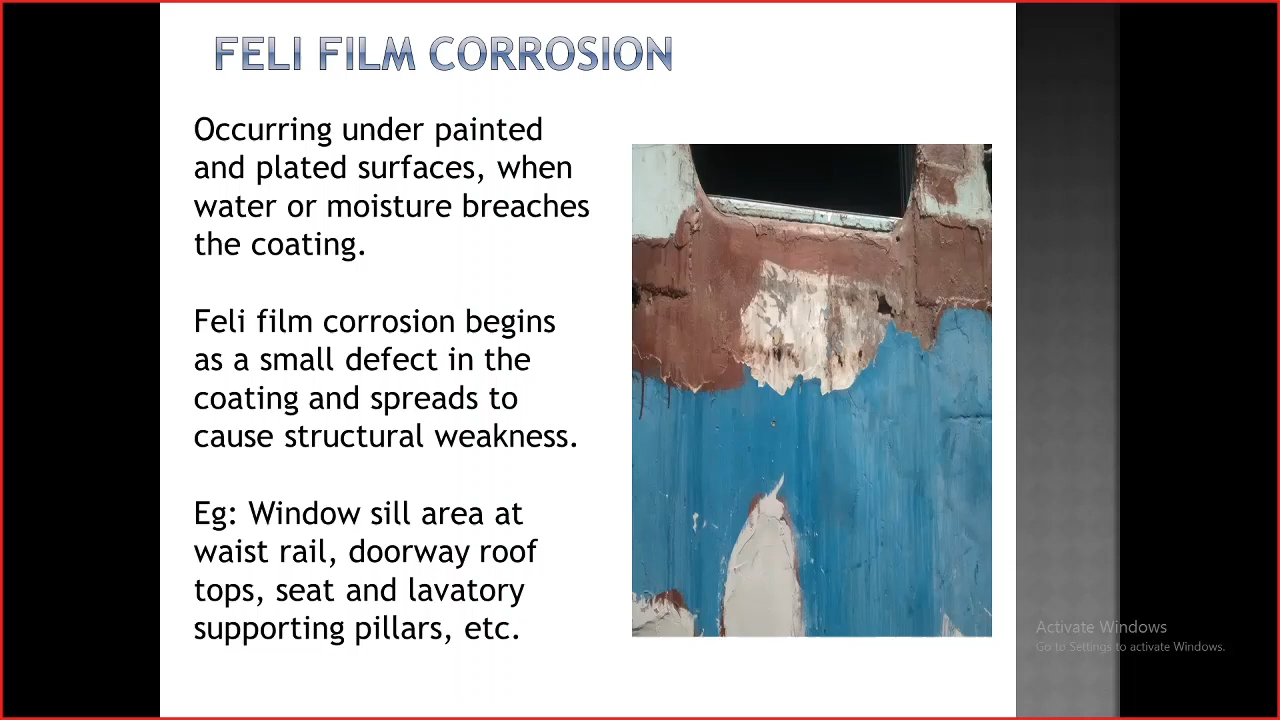 FELI FILM CORROSION
Occurring under painted
and plated surfaces, when
water or moisture breaches
the coating.
Feli film corrosion begins
as a small defect in the
coating and spreads to
cause structural weakness.
Eg: Window sill area at
waist rail, doorway roof
tops, seat and lavatory
supporting pillars, etc.
Activate Windows
Go to Settings to activate Windows.